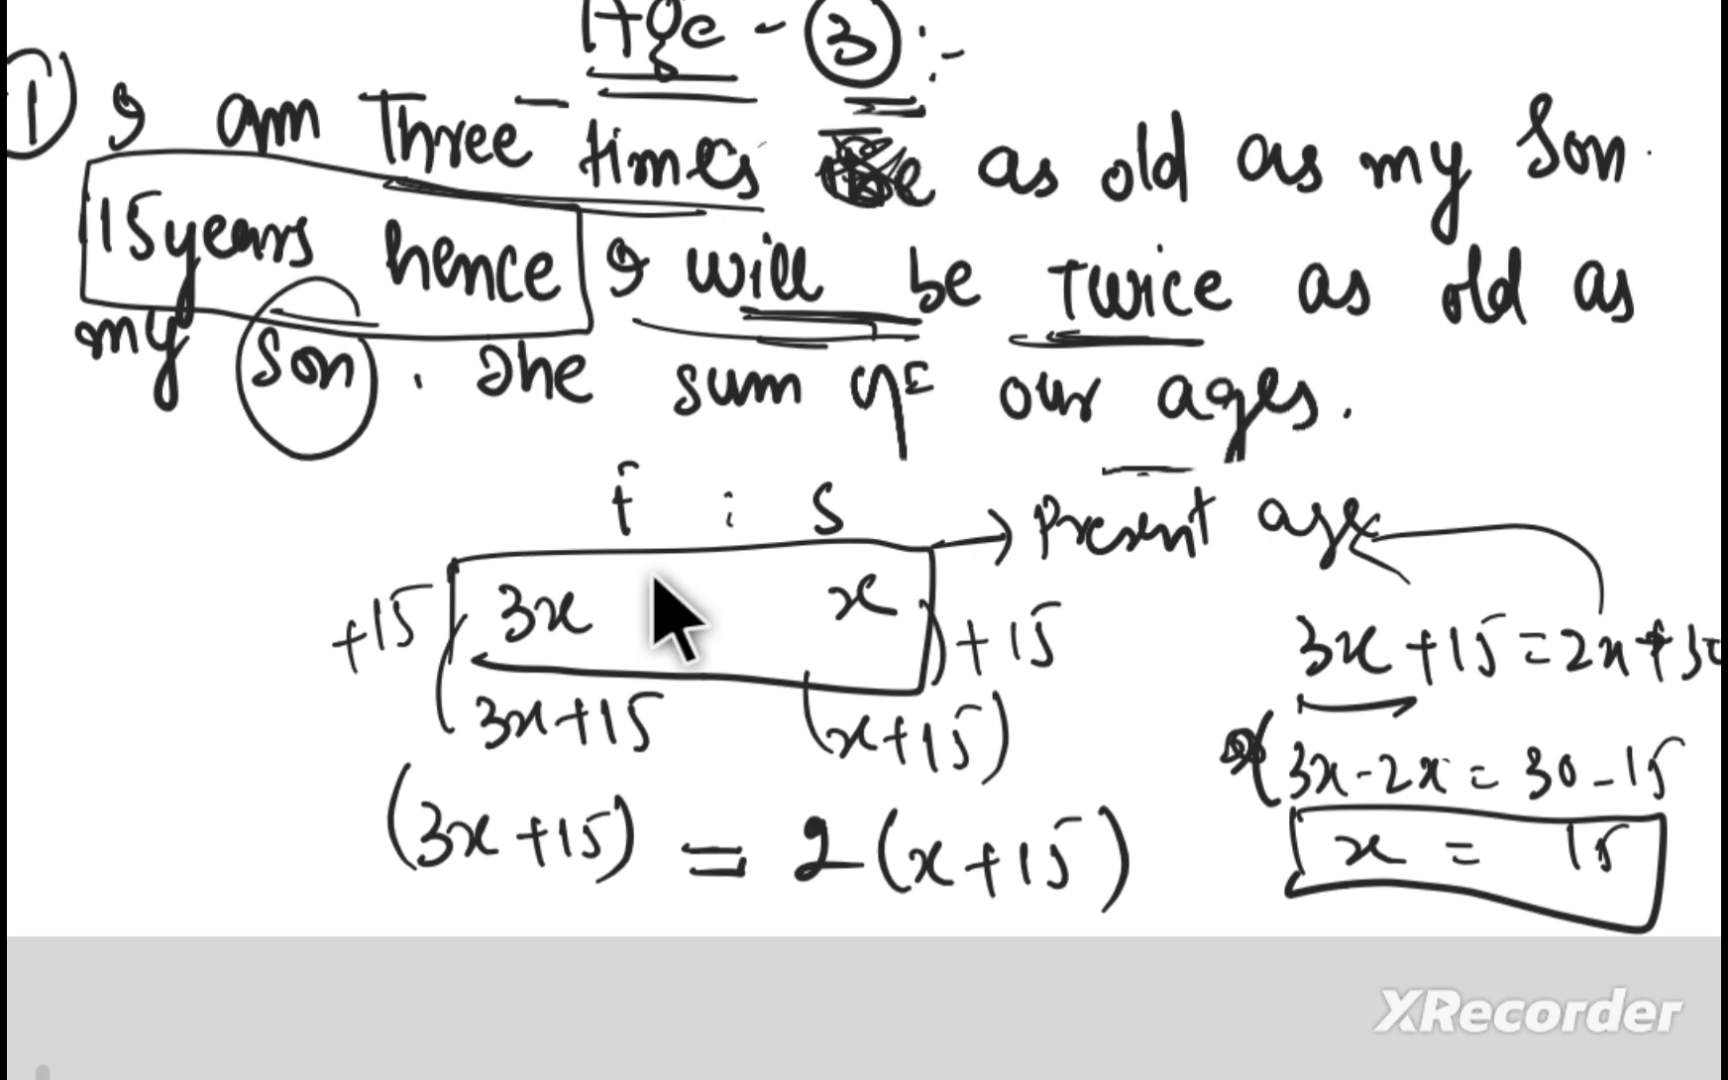 Age - 3 :-
1 I am Three times as old as my Son.
15 years hence I will be Twice as old as
my Son. The sum of our ages.
f : S → Present age
+15 3x x +15
3x+15 (x+15)
(3x+15) = 2(x+15)
3x+15=2x+30
3x-2x = 30-15
x = 15
XRecorder